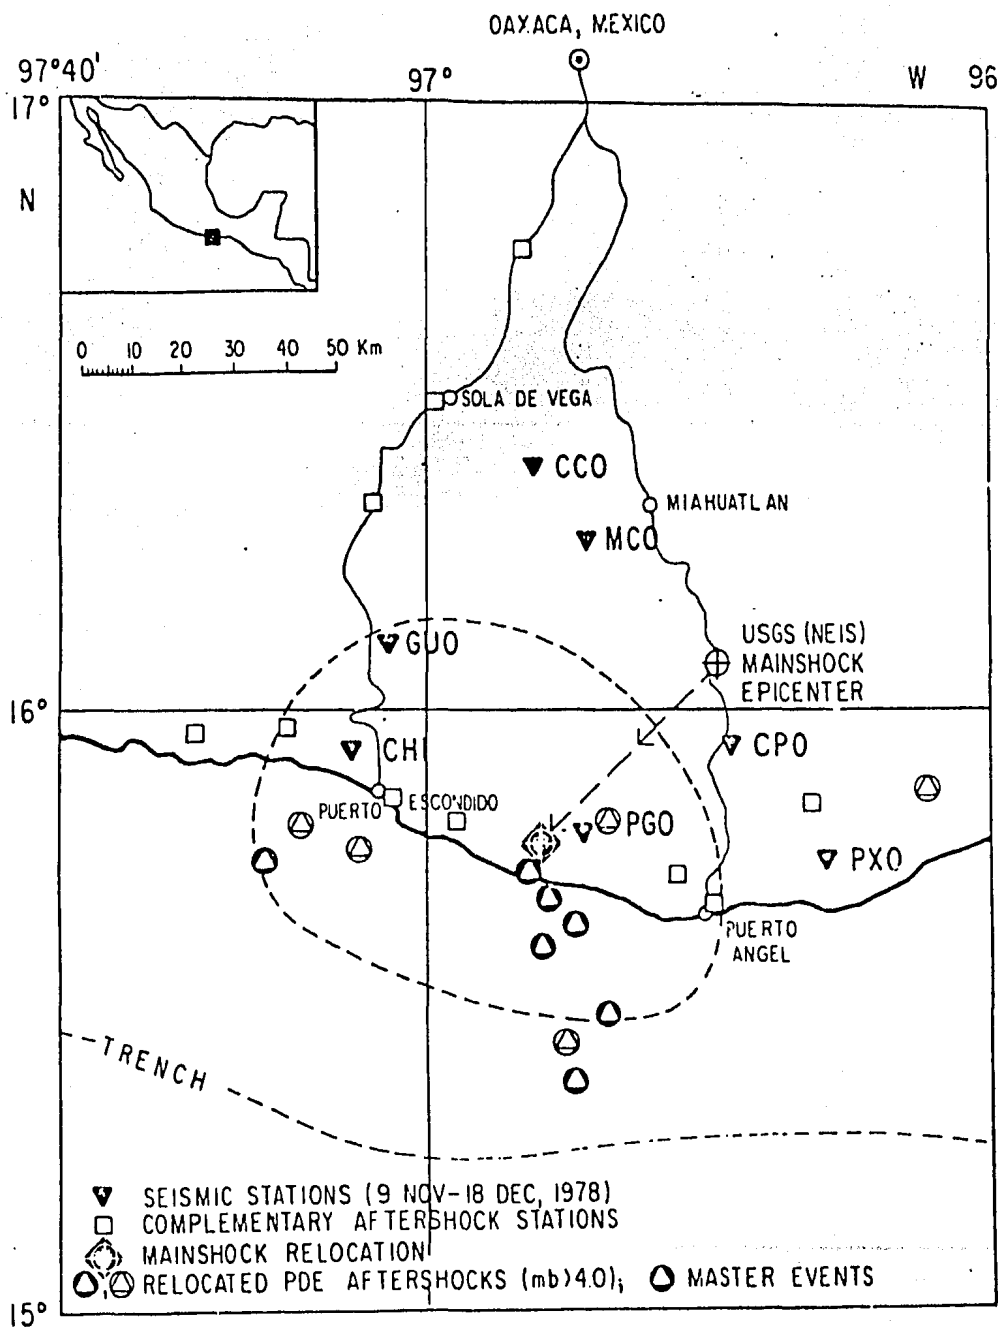 OAXACA, MEXICO
97°40'
97°
W
96
17°
N
0 10 20 30 40 50 Km
SOLA DE VEGA
CCO
MIAHUATLAN
MCO
GUO
USGS (NEIS)
MAINSHOCK
EPICENTER
16°
CHI
CPO
PUERTO ESCONDIDO
PGO
PXO
PUERTO
ANGEL
TRENCH
SEISMIC STATIONS (9 NOV-18 DEC, 1978)
COMPLEMENTARY AFTERSHOCK STATIONS
MAINSHOCK RELOCATION
, RELOCATED PDE AFTERSHOCKS (mb>4.0); MASTER EVENTS
15°